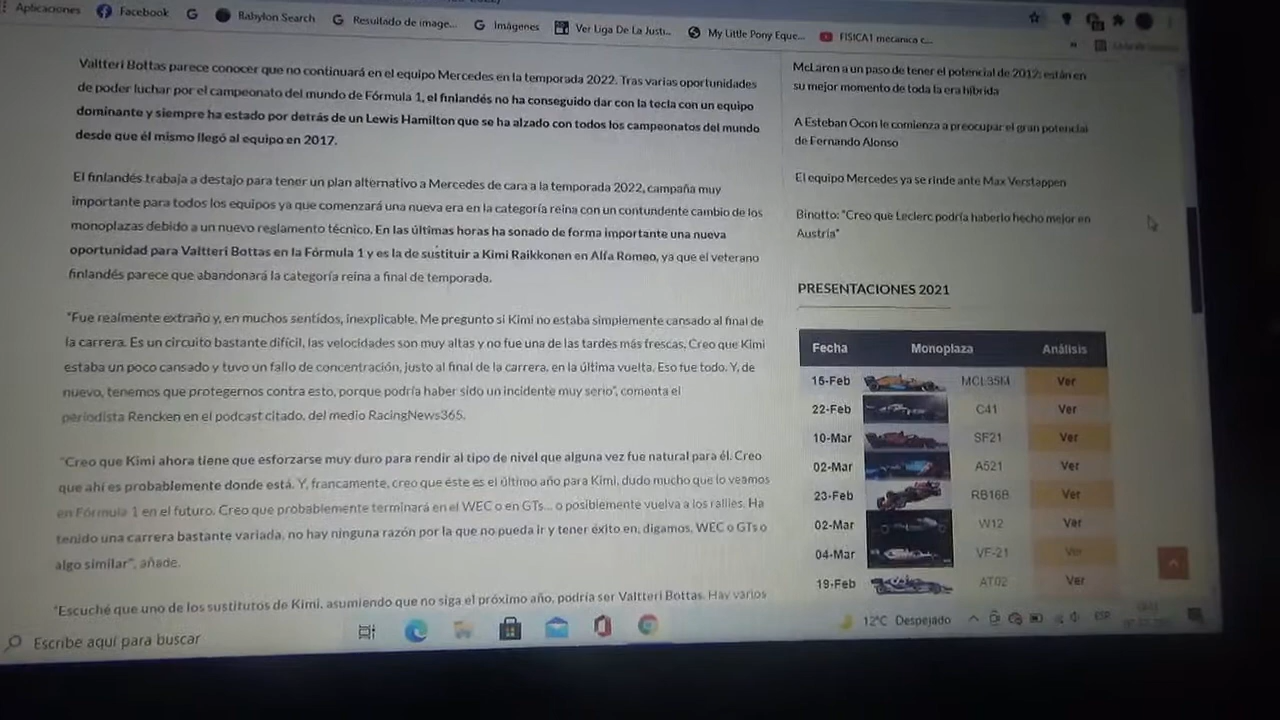 Aplicaciones Facebook Babylon Search Resultado de image... Imágenes Ver Liga De La Justi... My Little Pony Eque... FISICA1 mecanica c...
Valtteri Bottas parece conocer que no continuará en el equipo Mercedes en la temporada 2022. Tras varias oportunidades
de poder luchar por el campeonato del mundo de Fórmula 1, el finlandés no ha conseguido dar con la tecla con un equipo
dominante y siempre ha estado por detrás de un Lewis Hamilton que se ha alzado con todos los campeonatos del mundo
desde que él mismo llegó al equipo en 2017.
El finlandés trabaja a destajo para tener un plan alternativo a Mercedes de cara a la temporada 2022, campaña muy
importante para todos los equipos ya que comenzará una nueva era en la categoría reina con un contundente cambio de los
monoplazas debido a un nuevo reglamento técnico. En las últimas horas ha sonado de forma importante una nueva
oportunidad para Valtteri Bottas en la Fórmula 1 y es la de sustituir a Kimi Raikkonen en Alfa Romeo, ya que el veterano
finlandés parece que abandonará la categoría reina a final de temporada.
"Fue realmente extraño y, en muchos sentidos, inexplicable. Me pregunto si Kimi no estaba simplemente cansado al final de
la carrera. Es un circuito bastante difícil, las velocidades son muy altas y no fue una de las tardes más frescas. Creo que Kimi
estaba un poco cansado y tuvo un fallo de concentración, justo al final de la carrera, en la última vuelta. Eso fue todo. Y, de
nuevo, tenemos que protegernos contra esto, porque podría haber sido un incidente muy serio", comenta el
periodista Rencken en el podcast citado, del medio RacingNews365.
"Creo que Kimi ahora tiene que esforzarse muy duro para rendir al tipo de nivel que alguna vez fue natural para él. Creo
que ahí es probablemente donde está. Y, francamente, creo que éste es el último año para Kimi, dudo mucho que lo veamos
en Fórmula 1 en el futuro. Creo que probablemente terminará en el WEC o en GTs... o posiblemente vuelva a los rallies. Ha
tenido una carrera bastante variada, no hay ninguna razón por la que no pueda ir y tener éxito en, digamos, WEC o GTs o
algo similar", añade.
"Escuché que uno de los sustitutos de Kimi, asumiendo que no siga el próximo año, podría ser Valtteri Bottas. Hay varios
McLaren a un paso de tener el potencial de 2012: están en
su mejor momento de toda la era híbrida
A Esteban Ocon le comienza a preocupar el gran potencial
de Fernando Alonso
El equipo Mercedes ya se rinde ante Max Verstappen
Binotto: "Creo que Leclerc podría haberlo hecho mejor en
Austria"
PRESENTACIONES 2021
Fecha Monoplaza Análisis
15-Feb MCL35M Ver
22-Feb C41 Ver
10-Mar SF21 Ver
02-Mar A521 Ver
23-Feb RB16B Ver
02-Mar W12 Ver
04-Mar VF-21 Ver
19-Feb AT02 Ver
Escribe aquí para buscar 12°C Despejado ESP